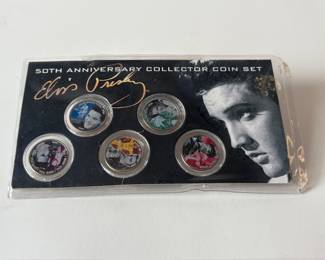 50TH ANNIVERSARY COLLECTOR COIN SET
Elvis Presley